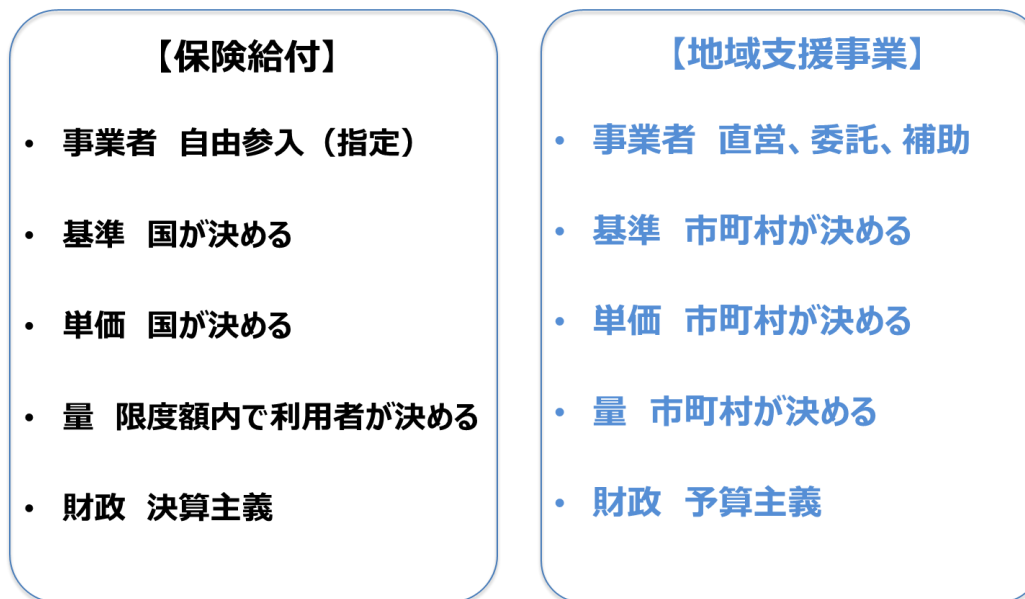 【保険給付】
• 事業者 自由参入（指定）
• 基準 国が決める
• 単価 国が決める
• 量 限度額内で利用者が決める
• 財政 決算主義
【地域支援事業】
• 事業者 直営、委託、補助
• 基準 市町村が決める
• 単価 市町村が決める
• 量 市町村が決める
• 財政 予算主義